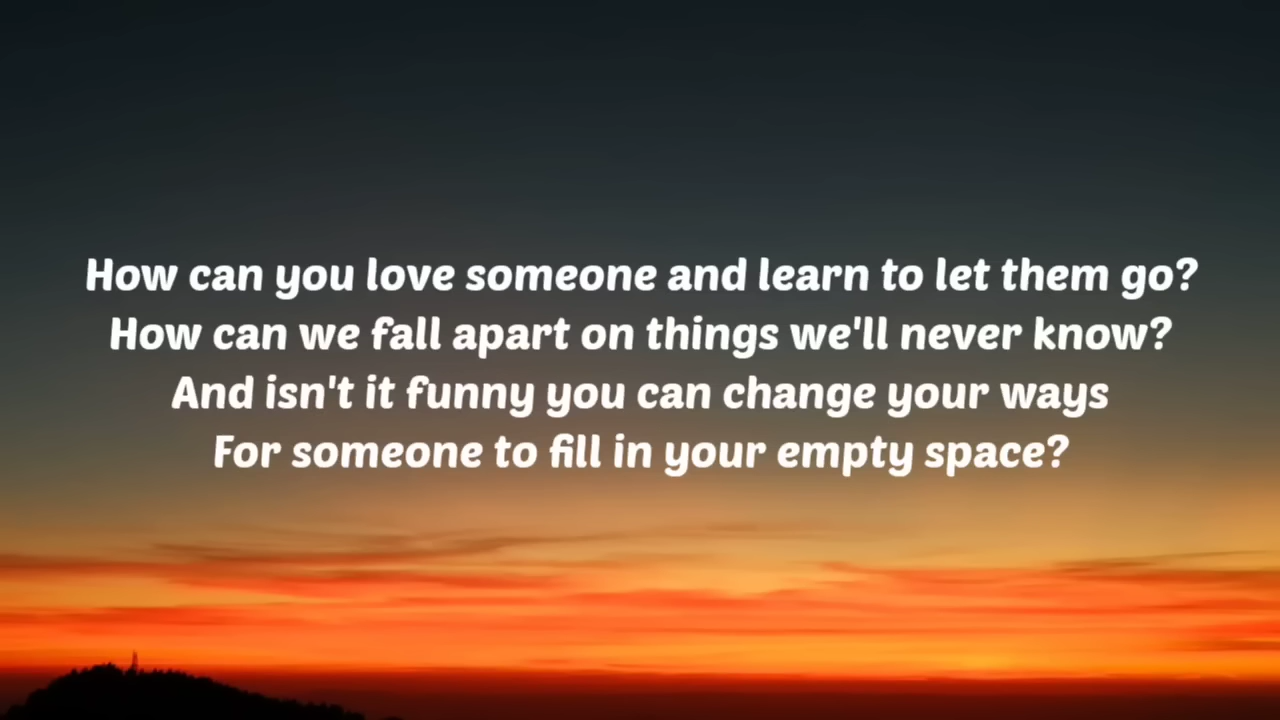 How can you love someone and learn to let them go?
How can we fall apart on things we'll never know?
And isn't it funny you can change your ways
For someone to fill in your empty space?